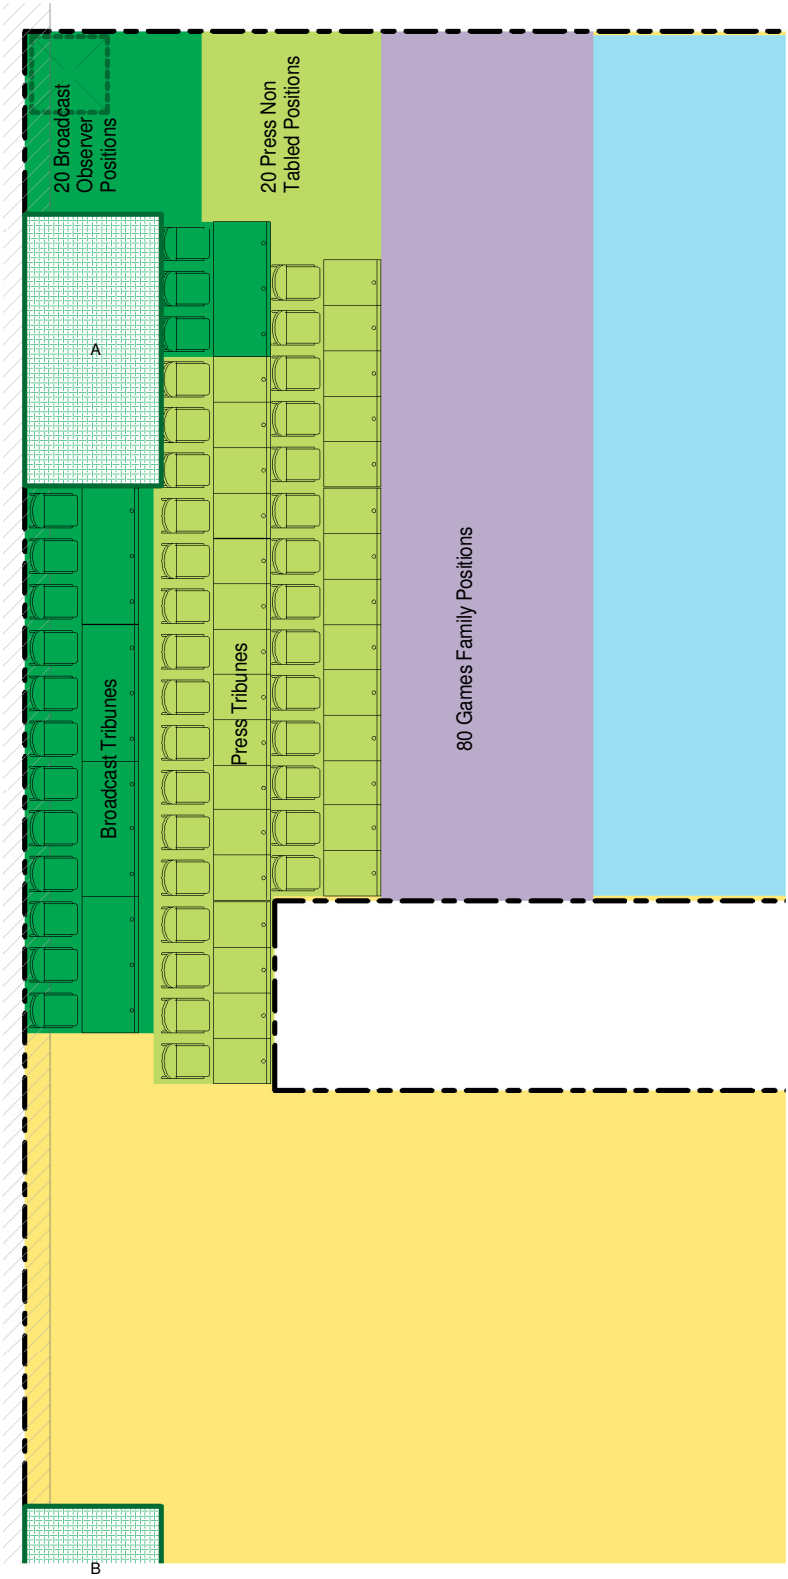 20 Broadcast
Observer
Positions
20 Press Non
Tabled Positions
A
Broadcast Tribunes
Press Tribunes
80 Games Family Positions
B